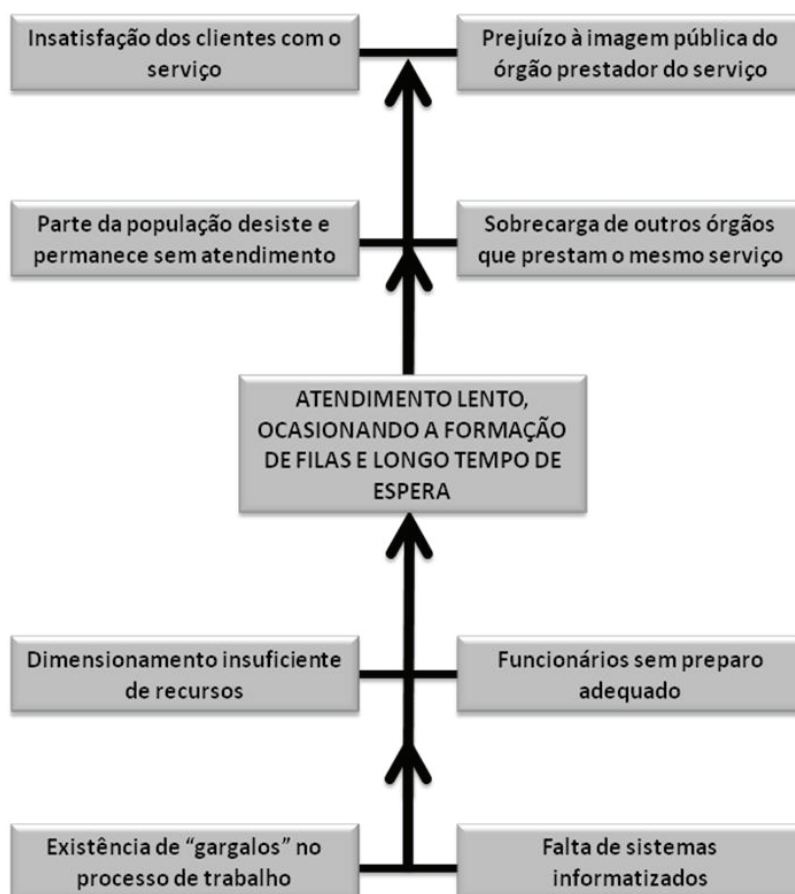 Insatisfação dos clientes com o
serviço
Prejuízo à imagem pública do
órgão prestador do serviço
Parte da população desiste e
permanece sem atendimento
Sobrecarga de outros órgãos
que prestam o mesmo serviço
ATENDIMENTO LENTO,
OCASIONANDO A FORMAÇÃO
DE FILAS E LONGO TEMPO DE
ESPERA
Dimensionamento insuficiente
de recursos
Funcionários sem preparo
adequado
Existência de “gargalos” no
processo de trabalho
Falta de sistemas
informatizados